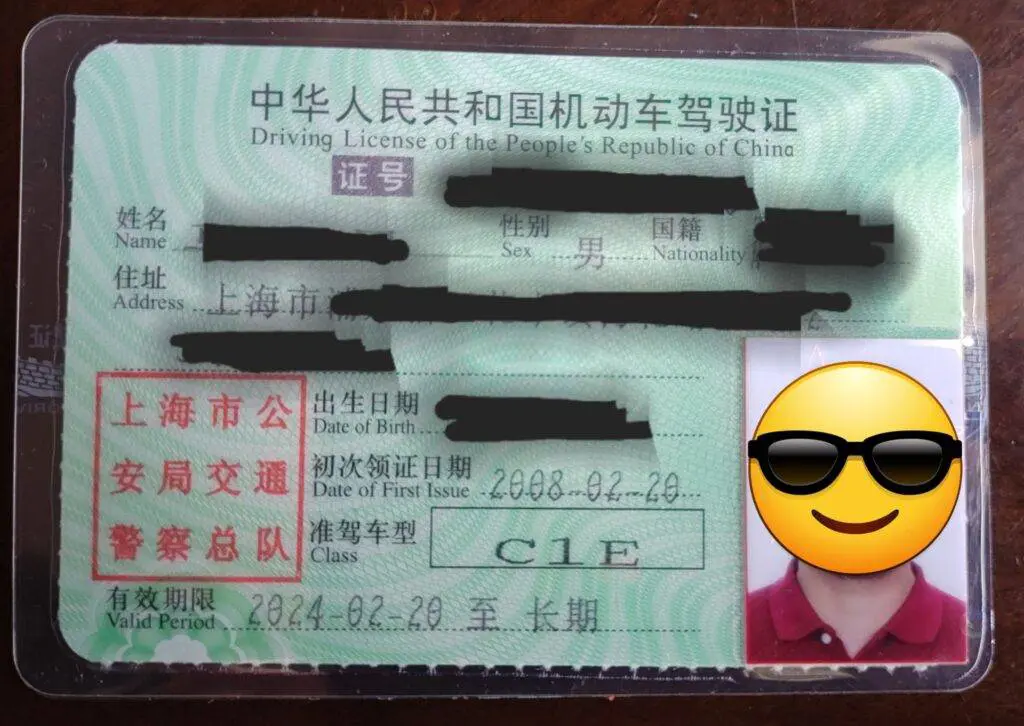 中华人民共和国机动车驾驶证
Driving License of the People's Republic of China
证号
姓名
Name
性别
Sex
男
国籍
Nationality
住址
Address
上海市浦
上海市公
安局交通
警察总队
出生日期
Date of Birth
初次领证日期
Date of First Issue
2008-02-20
准驾车型
Class
C1E
有效期限
Valid Period
2024-02-20 至 长期